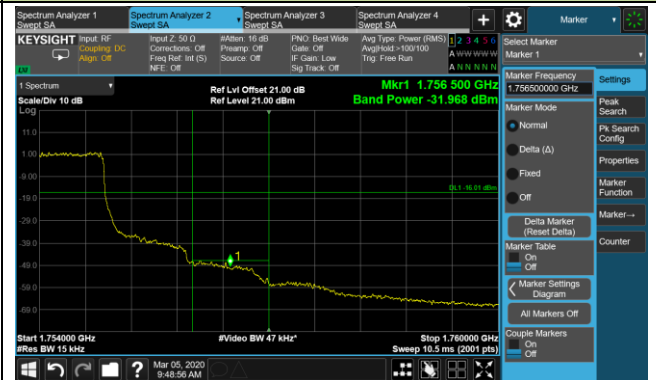 Spectrum Analyzer 1
Swept SA
Spectrum Analyzer 2
Swept SA
Spectrum Analyzer 3
Swept SA
Spectrum Analyzer 4
Swept SA
+
Marker
KEYSIGHT
Input: RF
Coupling: DC
Align: Off
Input Z: 50 Ω
Corrections: Off
Freq Ref: Int (S)
NFE: Off
#Atten: 16 dB
Preamp: Off
Source: Off
PNO: Best Wide
Gate: Off
IF Gain: Low
Sig Track: Off
Avg Type: Power (RMS)
Avg|Hold:>100/100
Trig: Free Run
1 2 3 4 5 6
A W W W W W
A N N N N N
LW
Select Marker
Marker 1
1 Spectrum
Scale/Div 10 dB
Log
Ref Lvl Offset 21.00 dB
Ref Level 21.00 dBm
Mkr1 1.756 500 GHz
Band Power -31.968 dBm
11.0
1.00
-9.00
-19.0
-29.0
-39.0
-49.0
-59.0
-69.0
DL1 -16.01 dBm
1
Start 1.754000 GHz
#Res BW 15 kHz
#Video BW 47 kHz*
Stop 1.760000 GHz
Sweep 10.5 ms (2001 pts)
Marker Frequency
1.756500000 GHz
Marker Mode
Normal
Delta (Δ)
Fixed
Off
Delta Marker
(Reset Delta)
Marker Table
On
Off
Marker Settings
Diagram
All Markers Off
Couple Markers
On
Off
Settings
Peak
Search
Pk Search
Config
Properties
Marker
Function
Marker→
Counter
?
Mar 05, 2020
9:48:56 AM